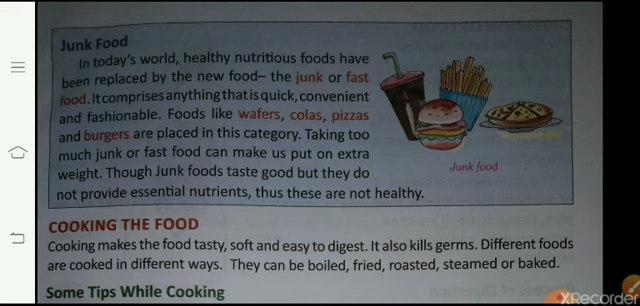 Junk Food
In today's world, healthy nutritious foods have
been replaced by the new food– the junk or fast
food. It comprises anything that is quick, convenient
and fashionable. Foods like wafers, colas, pizzas
and burgers are placed in this category. Taking too
much junk or fast food can make us put on extra
weight. Though Junk foods taste good but they do
not provide essential nutrients, thus these are not healthy.
Junk food
COOKING THE FOOD
Cooking makes the food tasty, soft and easy to digest. It also kills germs. Different foods
are cooked in different ways. They can be boiled, fried, roasted, steamed or baked.
Some Tips While Cooking
XRecorder